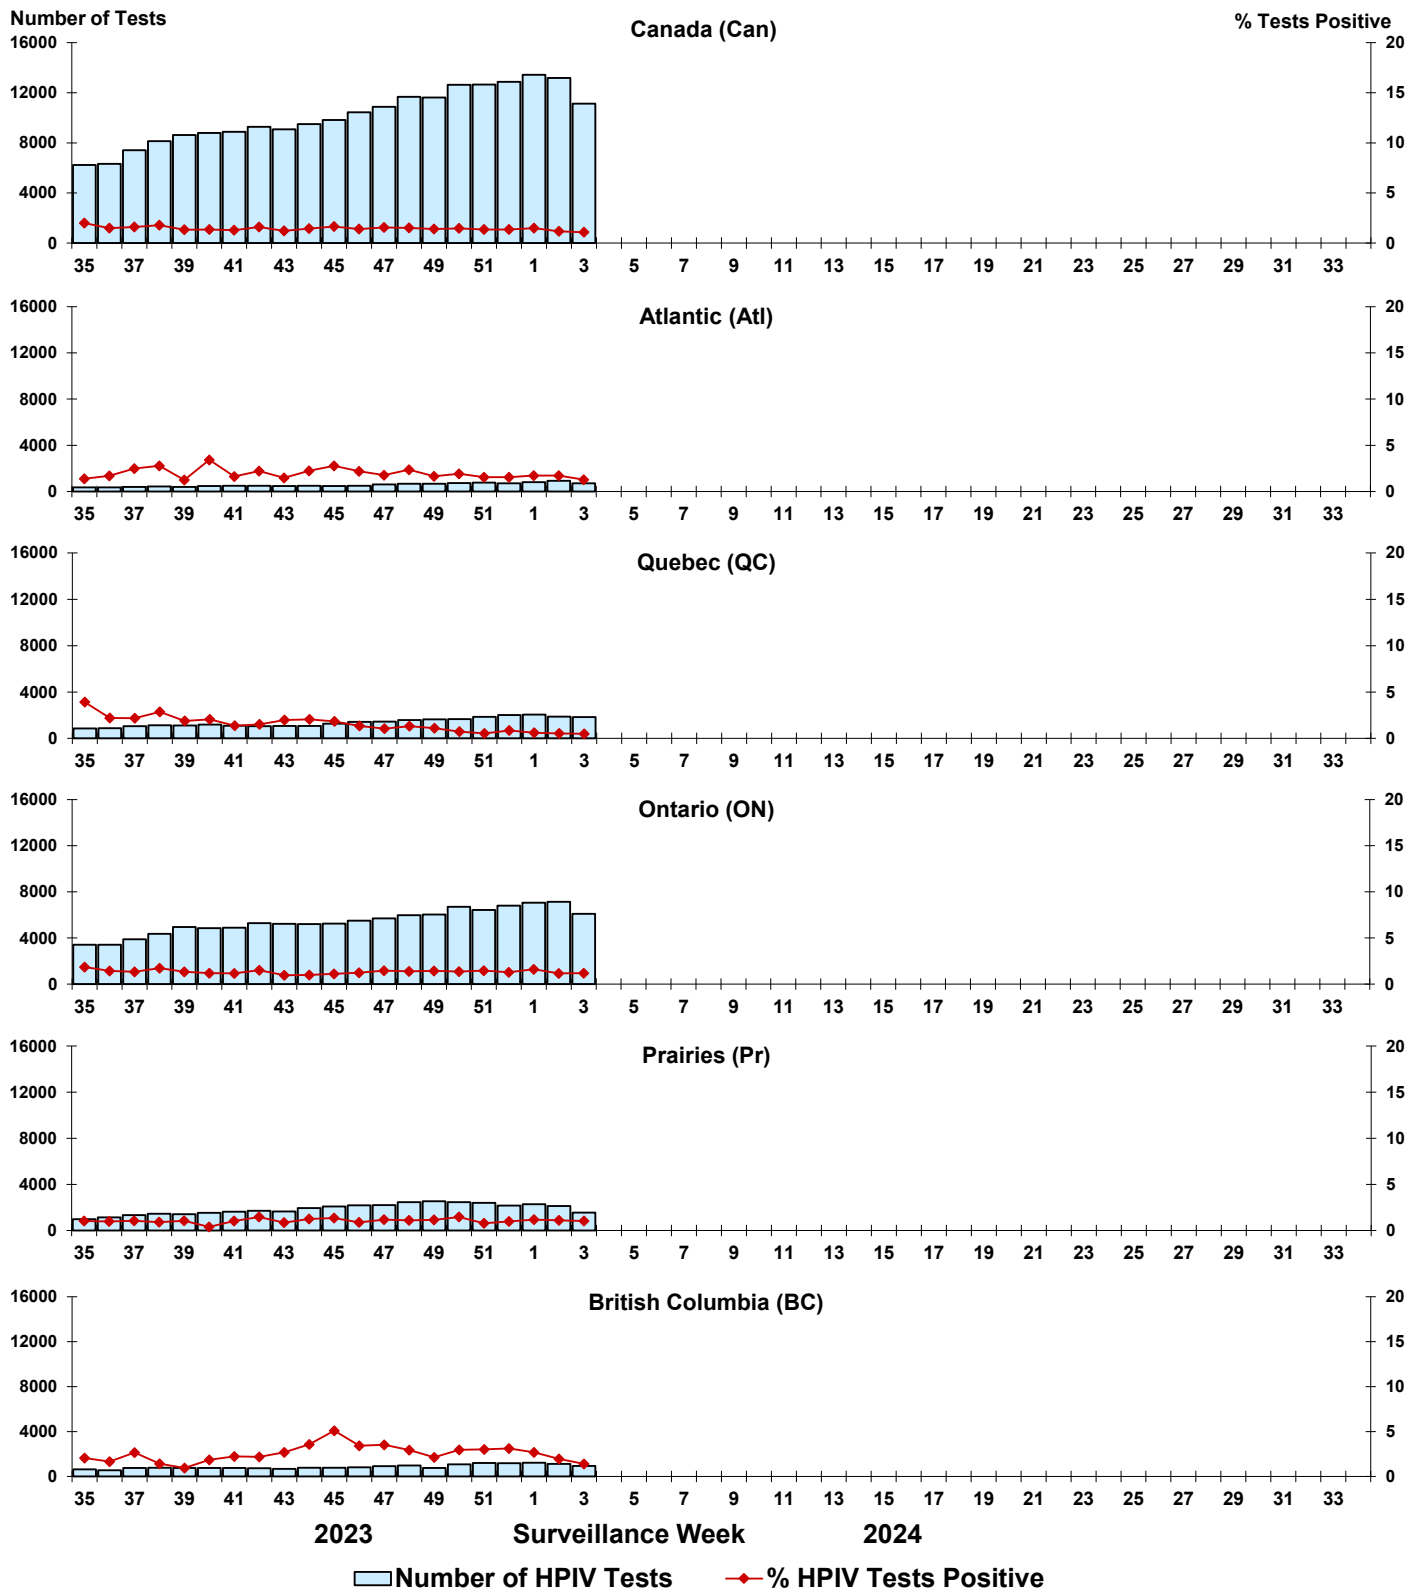 Number of Tests
% Tests Positive
Canada (Can)
16000 20
12000 15
8000 10
4000 5
0 0
35 37 39 41 43 45 47 49 51 1 3 5 7 9 11 13 15 17 19 21 23 25 27 29 31 33
Atlantic (Atl)
16000 20
12000 15
8000 10
4000 5
0 0
35 37 39 41 43 45 47 49 51 1 3 5 7 9 11 13 15 17 19 21 23 25 27 29 31 33
Quebec (QC)
16000 20
12000 15
8000 10
4000 5
0 0
35 37 39 41 43 45 47 49 51 1 3 5 7 9 11 13 15 17 19 21 23 25 27 29 31 33
Ontario (ON)
16000 20
12000 15
8000 10
4000 5
0 0
35 37 39 41 43 45 47 49 51 1 3 5 7 9 11 13 15 17 19 21 23 25 27 29 31 33
Prairies (Pr)
16000 20
12000 15
8000 10
4000 5
0 0
35 37 39 41 43 45 47 49 51 1 3 5 7 9 11 13 15 17 19 21 23 25 27 29 31 33
British Columbia (BC)
16000 20
12000 15
8000 10
4000 5
0 0
35 37 39 41 43 45 47 49 51 1 3 5 7 9 11 13 15 17 19 21 23 25 27 29 31 33
2023 Surveillance Week 2024
Number of HPIV Tests % HPIV Tests Positive